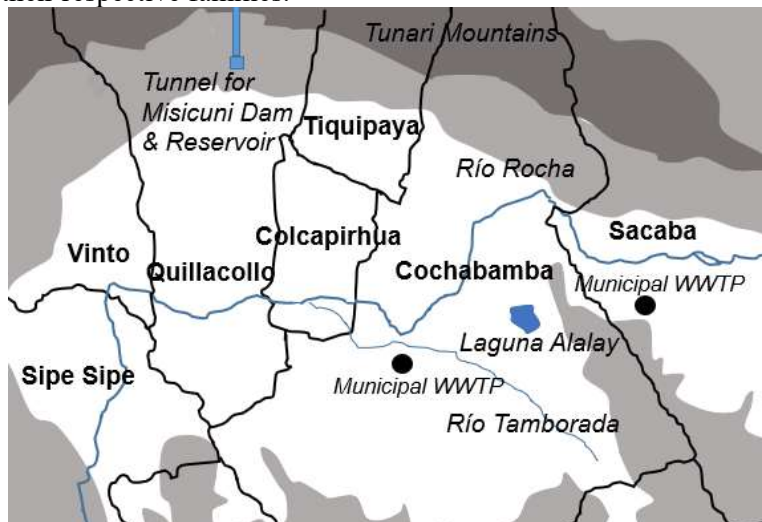 Tunari Mountains
Tunnel for
Misicuni Dam
& Reservoir
Tiquipaya
Río Rocha
Sacaba
Colcapirhua
Vinto
Quillacollo
Cochabamba
Municipal WWTP
Laguna Alalay
Sipe Sipe
Municipal WWTP
Río Tamborada